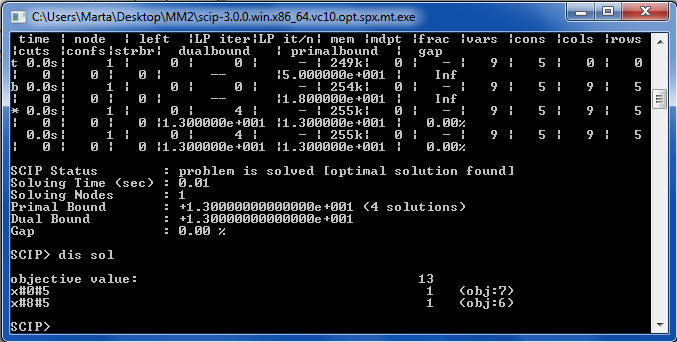 C:\Users\Marta\Desktop\MM2\scip-3.0.0.win.x86_64.vc10.opt.spx.mt.exe
time | node | left |LP iter|LP it/n| mem |mdpt |frac |vars |cons |cols |rows
|cuts |confs|strbr| dualbound | primalbound | gap
t 0.0s| 1 | 0 | 0 | - | 249k| 0 | - | 9 | 5 | 0 | 0
| 0 | 0 | 0 | -- |5.000000e+001 | Inf
b 0.0s| 1 | 0 | 0 | - | 254k| 0 | - | 9 | 5 | 9 | 5
| 0 | 0 | 0 | -- |1.800000e+001 | Inf
* 0.0s| 1 | 0 | 4 | - | 255k| 0 | - | 9 | 5 | 9 | 5
| 0 | 0 | 0 |1.300000e+001 |1.300000e+001 | 0.00%
0.0s| 1 | 0 | 4 | - | 255k| 0 | - | 9 | 5 | 9 | 5
| 0 | 0 | 0 |1.300000e+001 |1.300000e+001 | 0.00%
SCIP Status : problem is solved [optimal solution found]
Solving Time (sec) : 0.01
Solving Nodes : 1
Primal Bound : +1.30000000000000e+001 (4 solutions)
Dual Bound : +1.30000000000000e+001
Gap : 0.00 %
SCIP> dis sol
objective value: 13
x#0#5 1 (obj:7)
x#8#5 1 (obj:6)
SCIP>